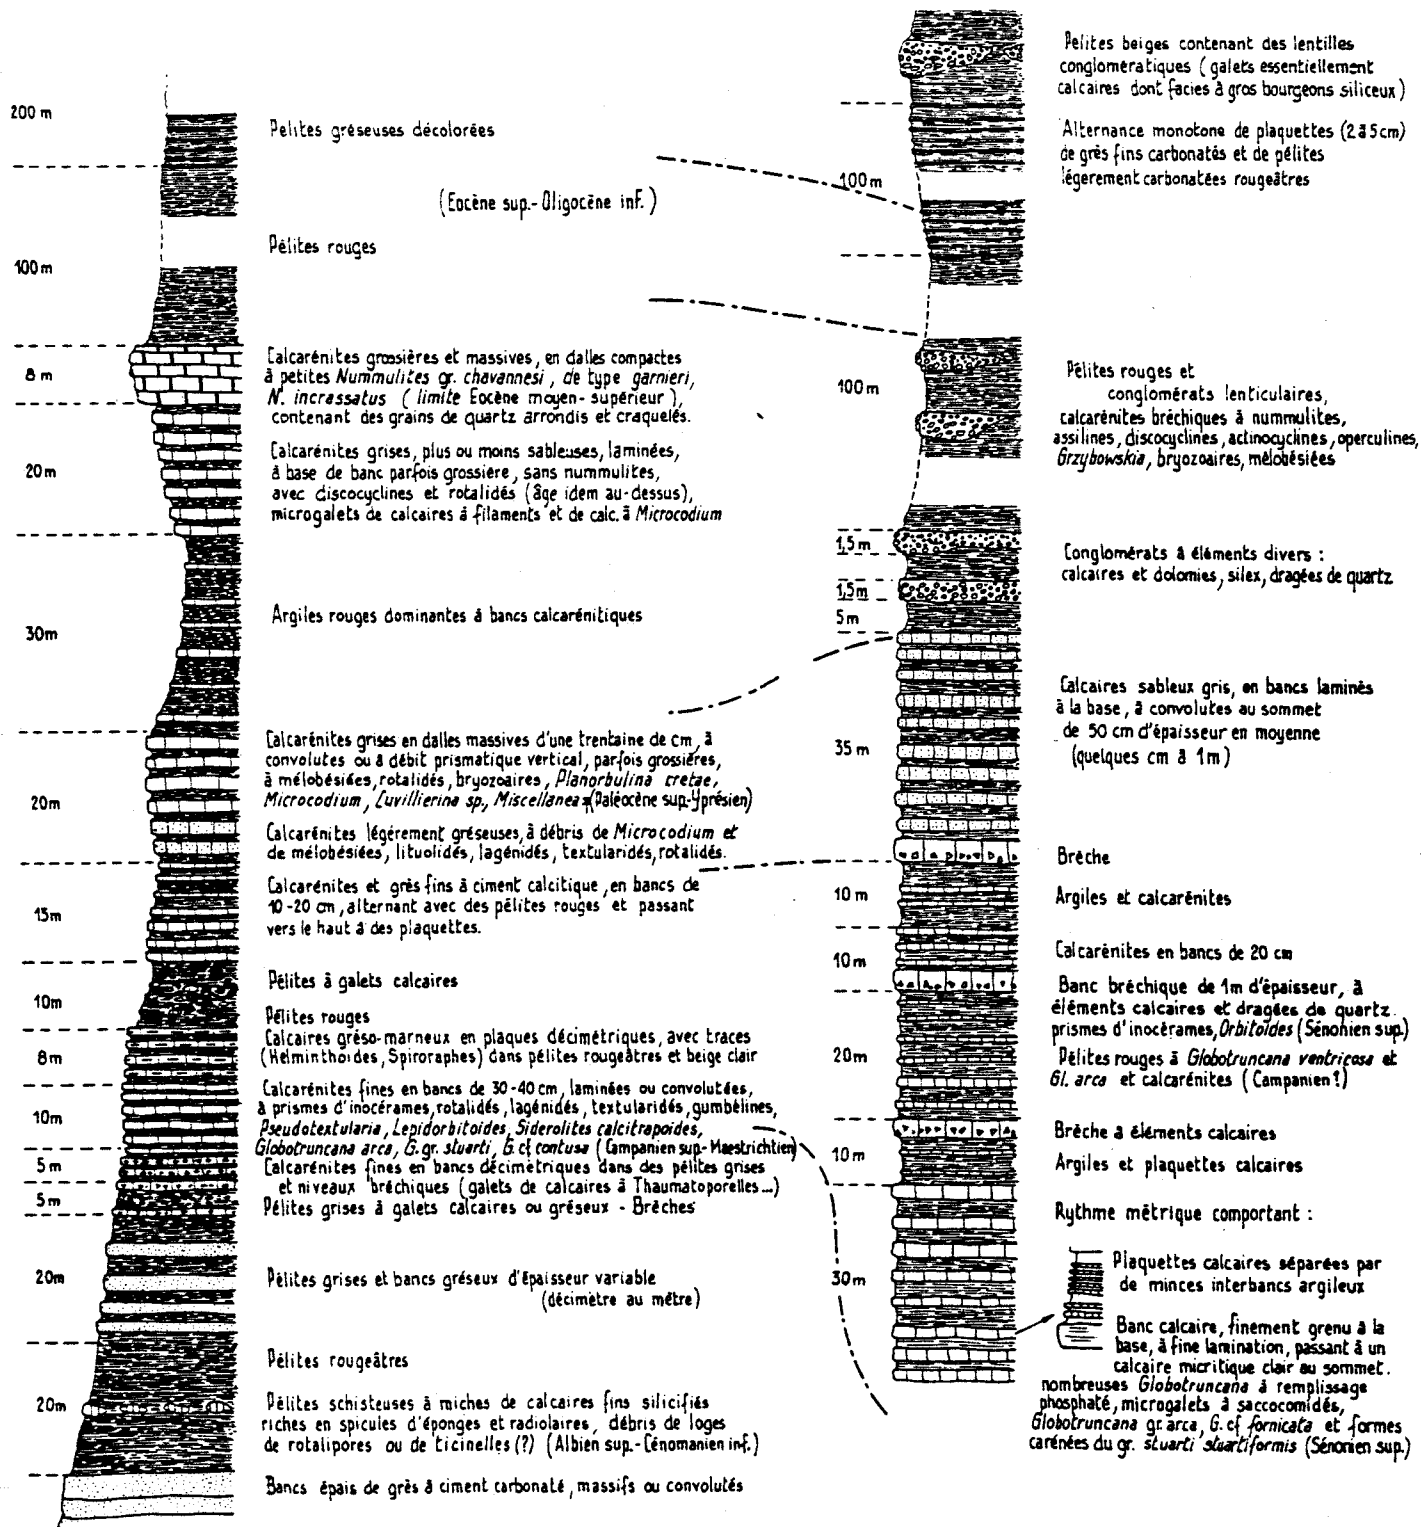 200 m
Pelites gréseuses décolorées
(Eocène sup.- Oligocène inf.)
Pélites rouges
100 m
Calcarénites grossières et massives, en dalles compactes
à petites Nummulites gr. chavannesi, de type garnieri,
N. incrassatus (limite Eocène moyen-supérieur),
contenant des grains de quartz arrondis et craquelés.
8 m
Calcarénites grises, plus ou moins sableuses, laminées,
à base de banc parfois grossière, sans nummulites,
avec discocyclines et rotalidés (âge idem au-dessus),
microgalets de calcaires à filaments et de calc. à Microcodium
20m
Argiles rouges dominantes à bancs calcarénitiques
30m
Calcarénites grises en dalles massives d'une trentaine de cm, à
convolutes ou à débit prismatique vertical, parfois grossières,
à mélobésiées, rotalidés, bryozoaires, Planorbulina cretae,
Microcodium, Cuvillierina sp., Miscellanea (Paléocène sup-Yprésien)
20m
Calcarénites légérement gréseuses, à débris de Microcodium et
de mélobésiées, lituolidés, lagénidés, textularidés, rotalidés.
Calcarénites et grès fins à ciment calcitique, en bancs de
10-20 cm, alternant avec des pélites rouges et passant
vers le haut à des plaquettes.
15m
Pélites à galets calcaires
10m
Pélites rouges
Calcaires gréso-marneux en plaques décimétriques, avec traces
(Helminthoides, Spiroraphes) dans pélites rougeâtres et beige clair
8m
Calcarénites fines en bancs de 30-40 cm, laminées ou convolutées,
à prismes d'inocérames, rotalidés, lagénidés, textularidés, gumbélines,
Pseudotextularia, Lepidorbitoides, Siderolites calcitrapoides,
Globotruncana arca, G. gr. stuarti, G. cf contusa (Campanien sup-Maestrichtien)
10m
Calcarénites fines en bancs décimétriques dans des pélites grises
et niveaux bréchiques (galets de calcaires à Thaumatoporelles...)
5 m
Pélites grises à galets calcaires ou gréseux - Brèches
5m
Pélites grises et bancs gréseux d'épaisseur variable
(décimètre au mètre)
20m
Pélites rougeâtres
Pélites schisteuses à miches de calcaires fins silicifiés
riches en spicules d'éponges et radiolaires, débris de loges
de rotalipores ou de ticinelles (?) (Albien sup.-Cénomanien inf.)
20m
Bancs épais de grès à ciment carbonaté, massifs ou convolutés
Pelites beiges contenant des lentilles
conglomératiques (galets essentiellement
calcaires dont facies à gros bourgeons siliceux)
Alternance monotone de plaquettes (2à5cm)
de grès fins carbonatés et de pélites
légérement carbonatées rougeâtres
100 m
Pélites rouges et
conglomérats lenticulaires,
calcarénites bréchiques à nummulites,
assilines, discocyclines, actinocyclines, operculines,
Grzybowskia, bryozoaires, mélobésiées
100 m
Conglomérats à éléments divers :
calcaires et dolomies, silex, dragées de quartz
1,5m
1,5m
5m
Calcaires sableux gris, en bancs laminés
à la base, à convolutes au sommet
de 50 cm d'épaisseur en moyenne
(quelques cm à 1m)
35 m
Brèche
Argiles et calcarénites
10 m
Calcarénites en bancs de 20 cm
10m
Banc bréchique de 1m d'épaisseur, à
éléments calcaires et dragées de quartz.
prismes d'inocérames, Orbitoïdes (Sénonien sup.)
Pélites rouges à Globotruncana ventricosa et
Gl. arca et calcarénites (Campanien?)
20m
Brèche à éléments calcaires
Argiles et plaquettes calcaires
10m
Rythme métrique comportant :
30m
Plaquettes calcaires séparées par
de minces interbancs argileux
Banc calcaire, finement grenu à la
base, à fine lamination, passant à un
calcaire micritique clair au sommet.
nombreuses Globotruncana à remplissage
phosphaté, microgalets à saccocomidés,
Globotruncana gr. arca, G. cf fornicata et formes
carénées du gr. stuarti stuartiformis (Sénonien sup.)